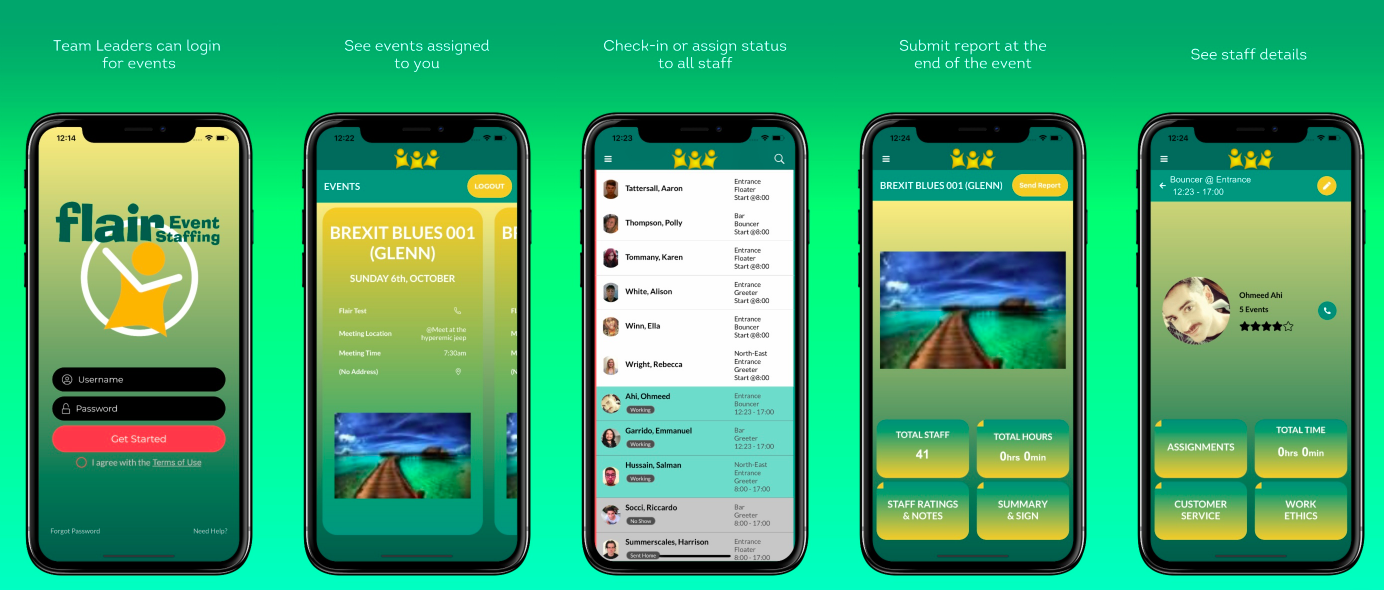 Team Leaders can login
for events
12:14
flair Event
Staffing
Username
Password
Get Started
I agree with the Terms of Use
Forgot Password
Need Help?
See events assigned
to you
12:22
EVENTS
LOGOUT
BREXIT BLUES 001
(GLENN)
SUNDAY 6th, OCTOBER
Flair Test
Meeting Location
@Meet at the
hyperemic jeep
Meeting Time
7:30am
(No Address)
Check-in or assign status
to all staff
12:23
Tattersall, Aaron
Entrance
Floater
Start @8:00
Thompson, Polly
Bar
Bouncer
Start @8:00
Tommany, Karen
Entrance
Floater
Start @8:00
White, Alison
Entrance
Greeter
Start @8:00
Winn, Ella
Entrance
Bouncer
Start @8:00
Wright, Rebecca
North-East
Entrance
Greeter
Start @8:00
Ahi, Ohmeed
Working
Entrance
Bouncer
12:23 - 17:00
Garrido, Emmanuel
Working
Bar
Greeter
12:23 - 17:00
Hussain, Salman
Working
North-East
Entrance
Greeter
8:00 - 17:00
Socci, Riccardo
No Show
Bar
Greeter
8:00 - 17:00
Summerscales, Harrison
Sent Home
Entrance
Floater
8:00 - 17:00
Submit report at the
end of the event
12:24
BREXIT BLUES 001 (GLENN)
Send Report
TOTAL STAFF
41
TOTAL HOURS
0hrs 0min
STAFF RATINGS
& NOTES
SUMMARY
& SIGN
See staff details
12:24
Bouncer @ Entrance
12:23 - 17:00
Ohmeed Ahi
5 Events
ASSIGNMENTS
TOTAL TIME
0hrs 0min
CUSTOMER
SERVICE
WORK
ETHICS